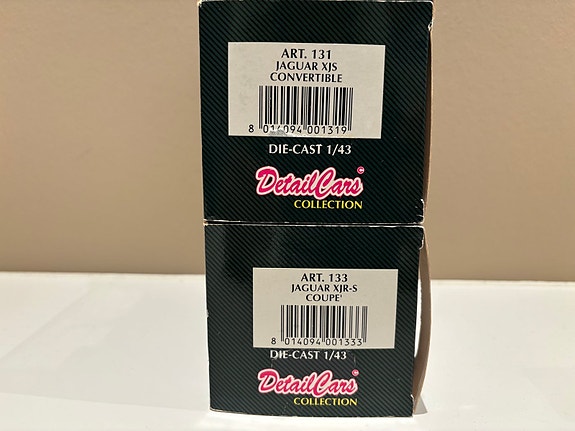 ART. 131
JAGUAR XJS
CONVERTIBLE
8 014094 001319
DIE-CAST 1/43
DetailCars
COLLECTION
ART. 133
JAGUAR XJR-S
COUPE'
8 014094 001333
DIE-CAST 1/43
DetailCars
COLLECTION